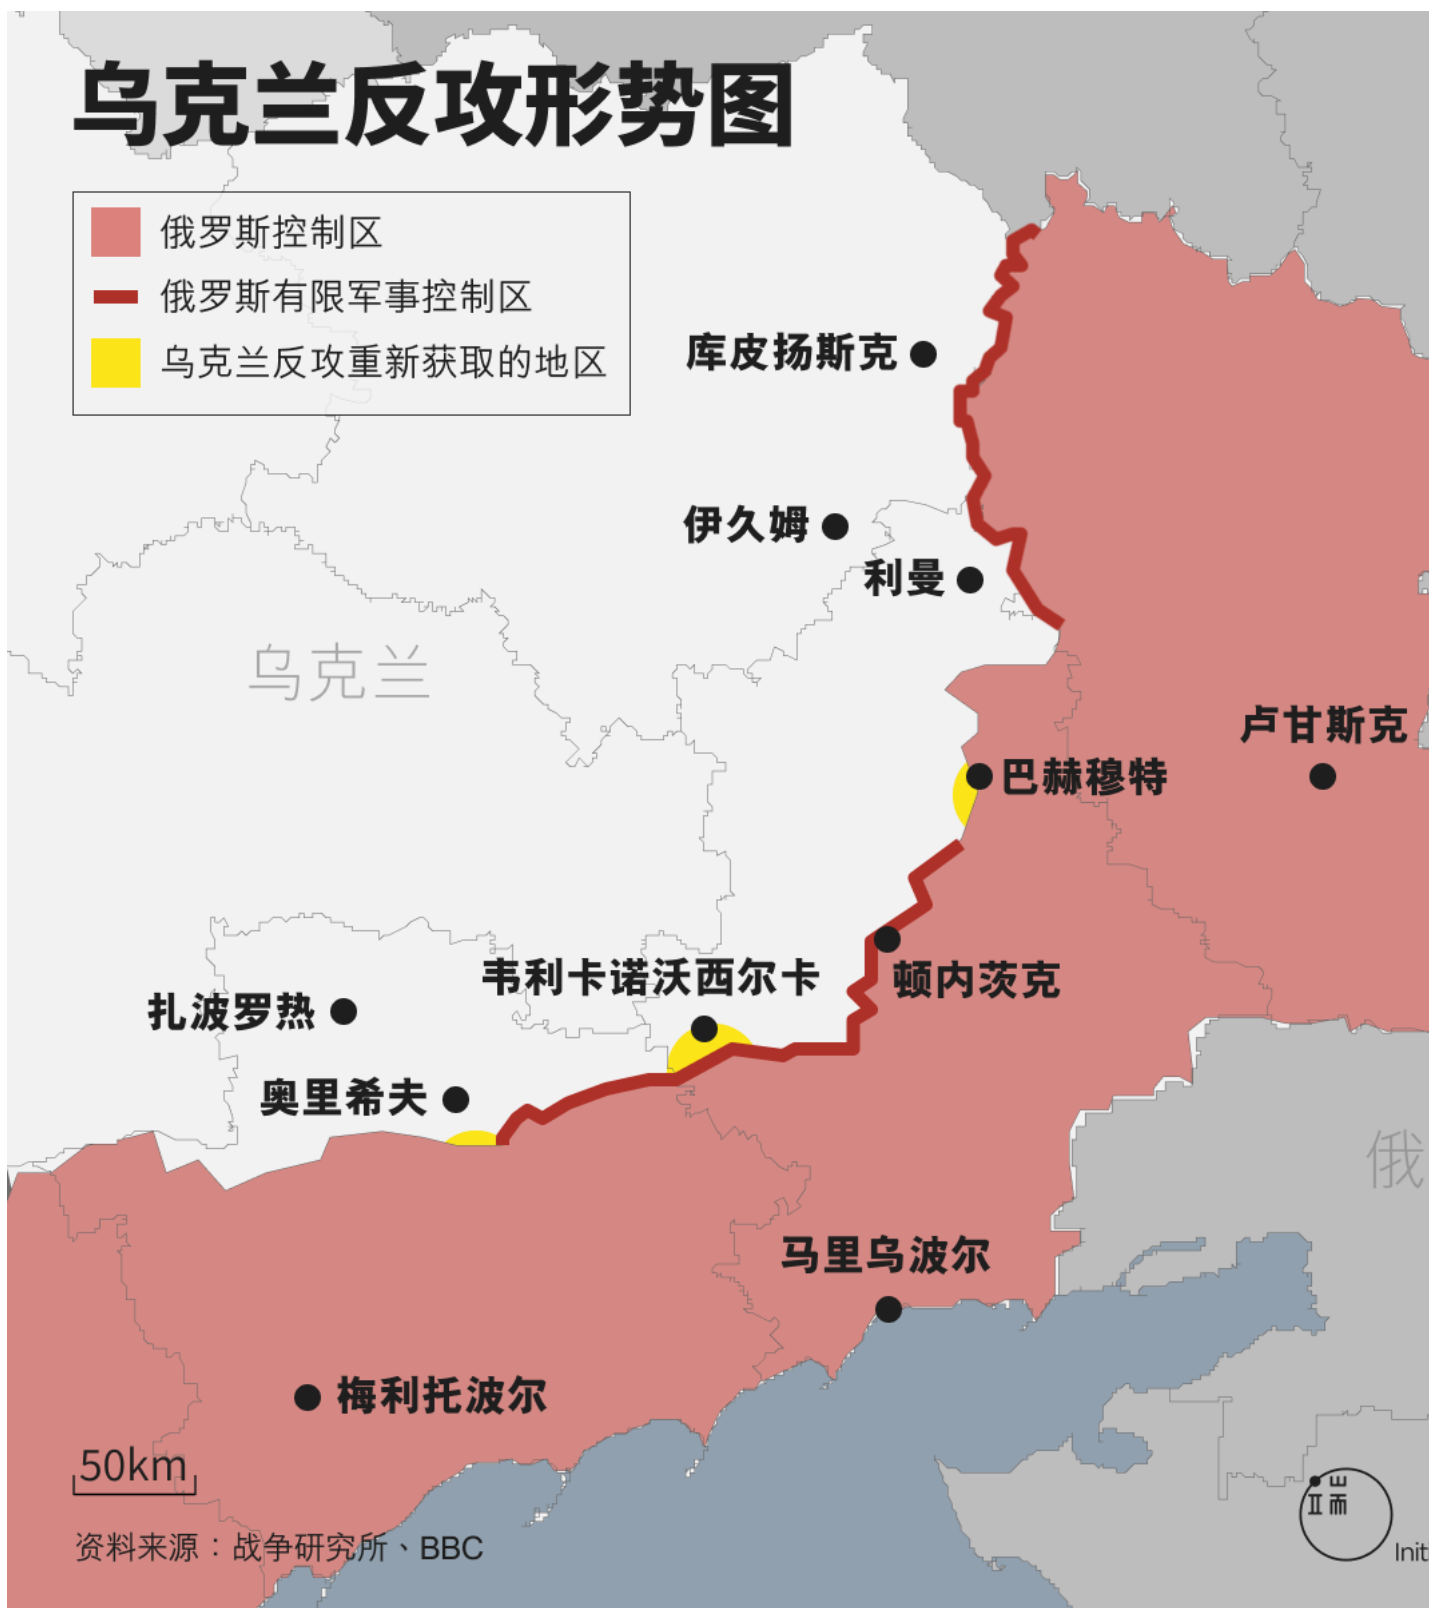 乌克兰反攻形势图
俄罗斯控制区
俄罗斯有限军事控制区
乌克兰反攻重新获取的地区
库皮扬斯克
伊久姆
利曼
乌克兰
卢甘斯克
巴赫穆特
韦利卡诺沃西尔卡
顿内茨克
扎波罗热
奥里希夫
俄
马里乌波尔
梅利托波尔
50km
端
资料来源：战争研究所、BBC
Init